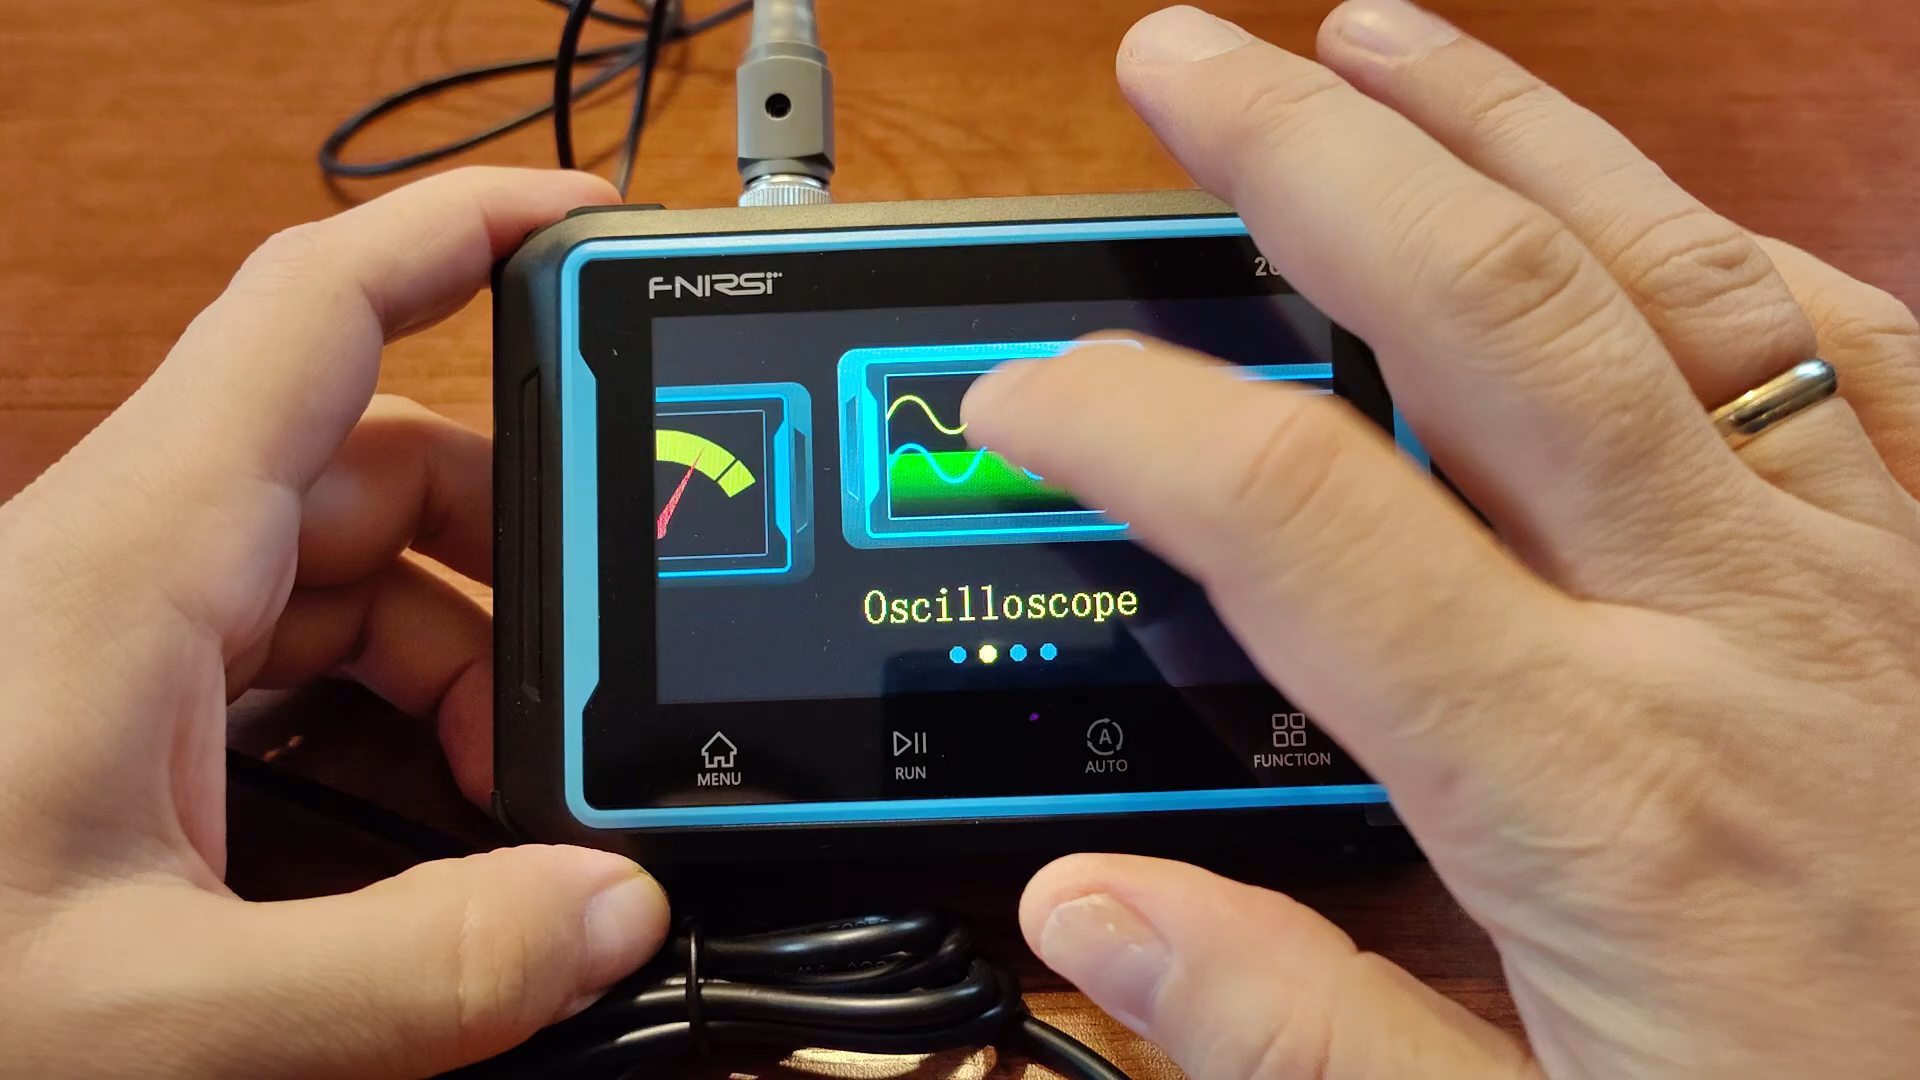 FNIRSI
Oscilloscope
MENU
RUN
A
AUTO
FUNCTION